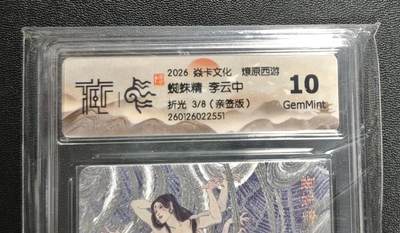 2026 焱卡文化 燎原西游
蜘蛛精 李云中
折光 3/8（亲签版）
260126022551
10
GemMint